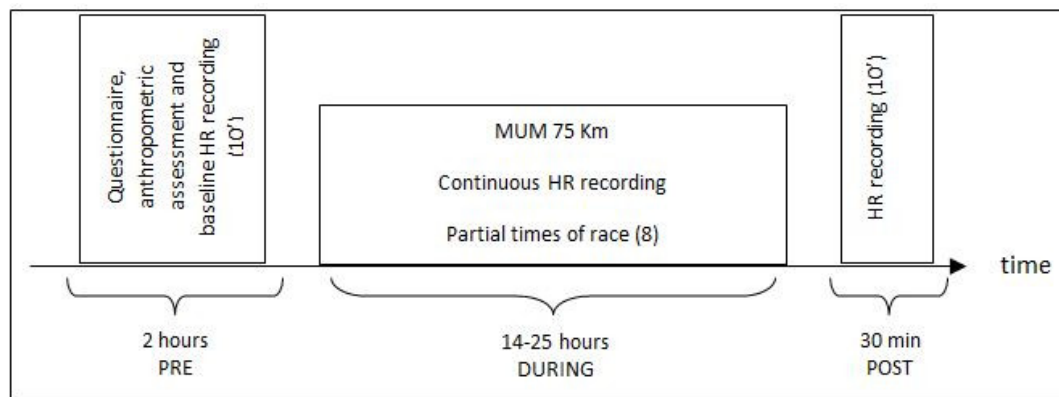 Questionnaire,
anthropometric
assessment and
baseline HR recording
(10’)
MUM 75 Km
Continuous HR recording
Partial times of race (8)
HR recording (10’)
time
2 hours
PRE
14-25 hours
DURING
30 min
POST